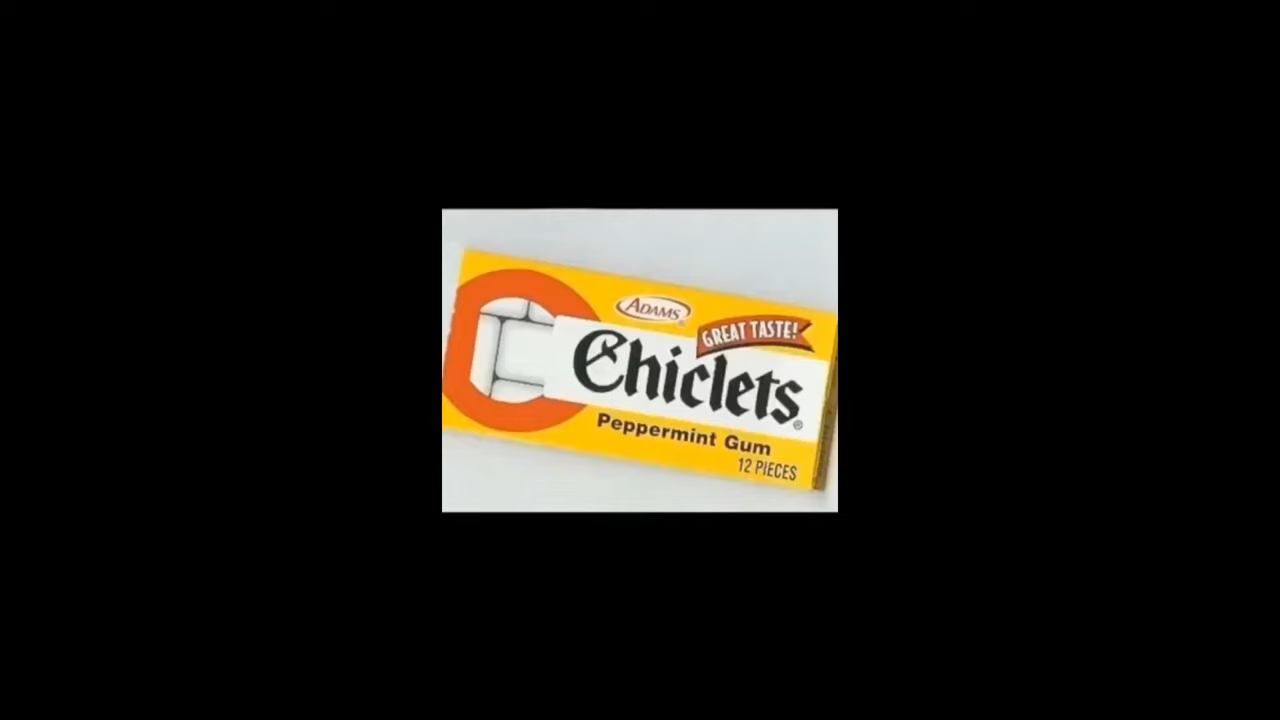 ADAMS®
GREAT TASTE!
Chiclets®
Peppermint Gum
12 PIECES